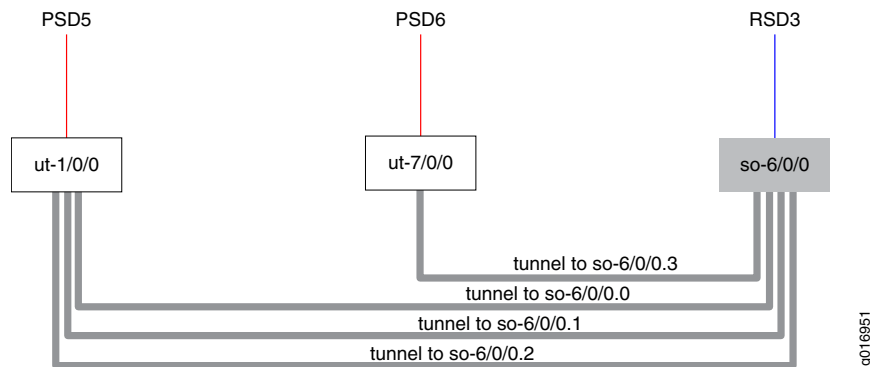 PSD5
PSD6
RSD3
ut-1/0/0
ut-7/0/0
so-6/0/0
tunnel to so-6/0/0.3
tunnel to so-6/0/0.0
tunnel to so-6/0/0.1
tunnel to so-6/0/0.2
g016951